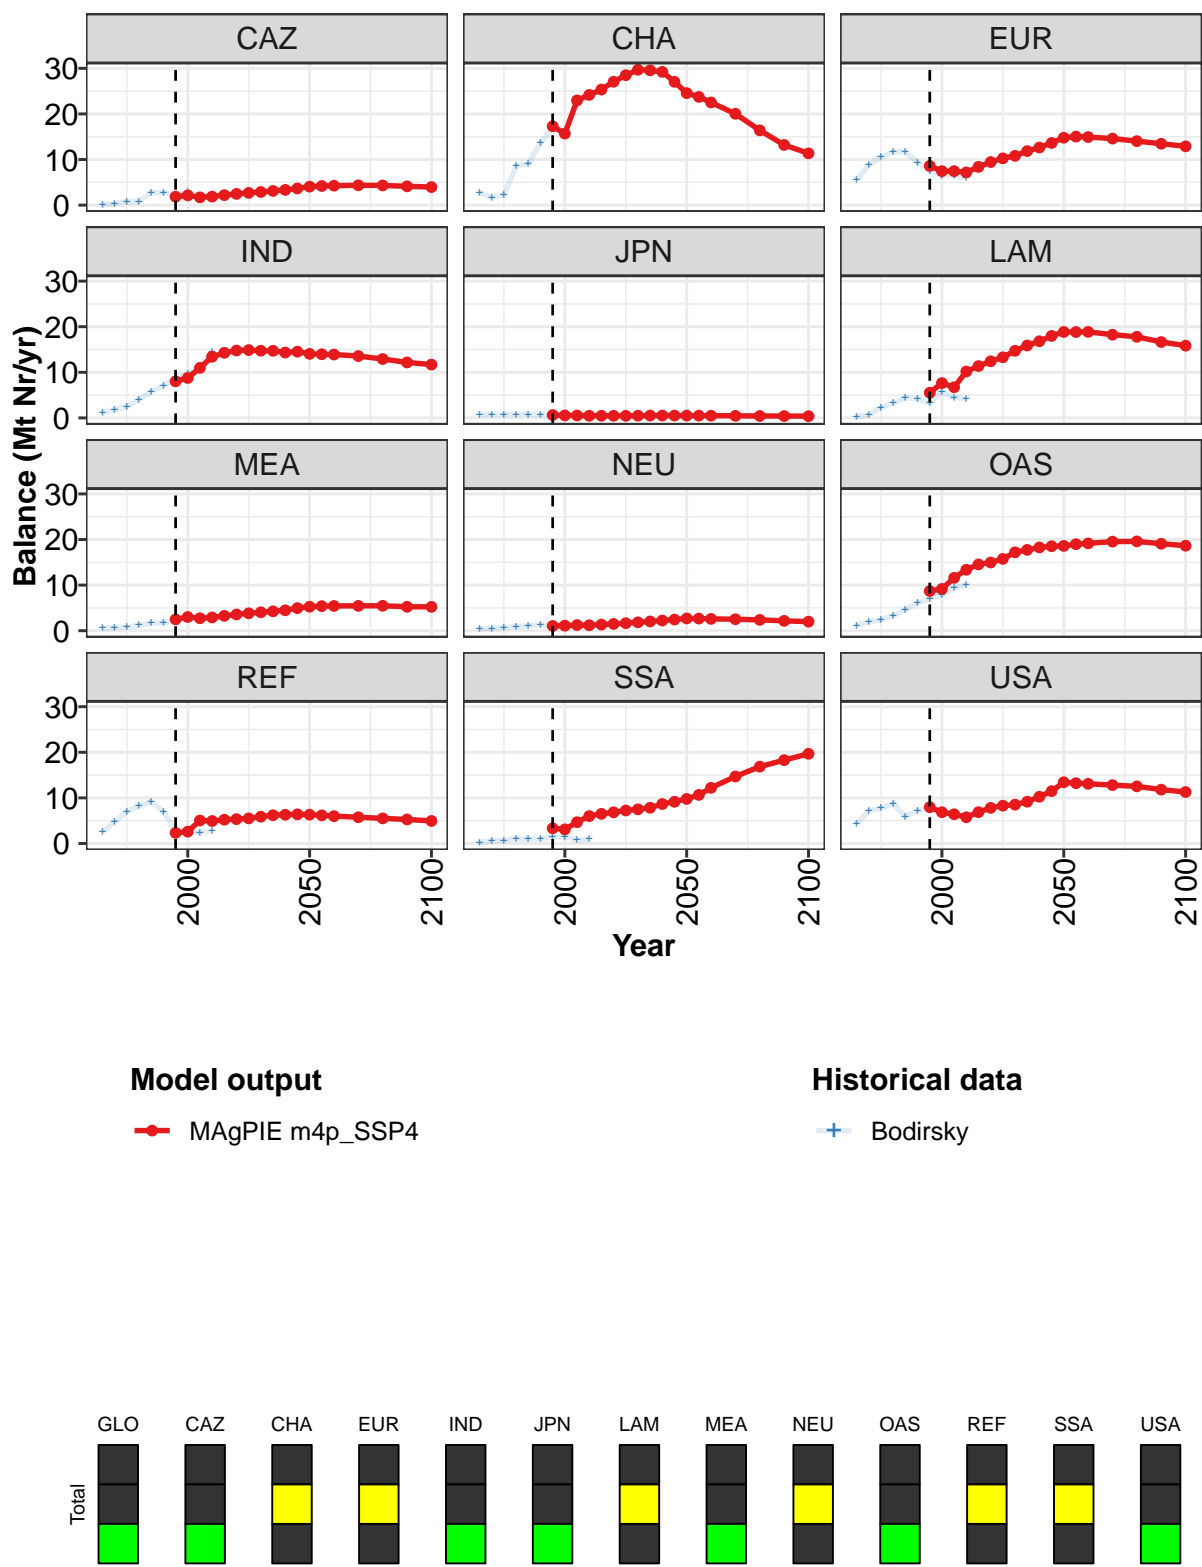 CAZ CHA EUR
30
20
10
0
IND JPN LAM
30
20
10
0
Balance (Mt Nr/yr)
MEA NEU OAS
30
20
10
0
REF SSA USA
30
20
10
0
2000 2050 2100 2000 2050 2100 2000 2050 2100
Year
Model output Historical data
MAgPIE m4p_SSP4 Bodirsky
GLO CAZ CHA EUR IND JPN LAM MEA NEU OAS REF SSA USA
Total